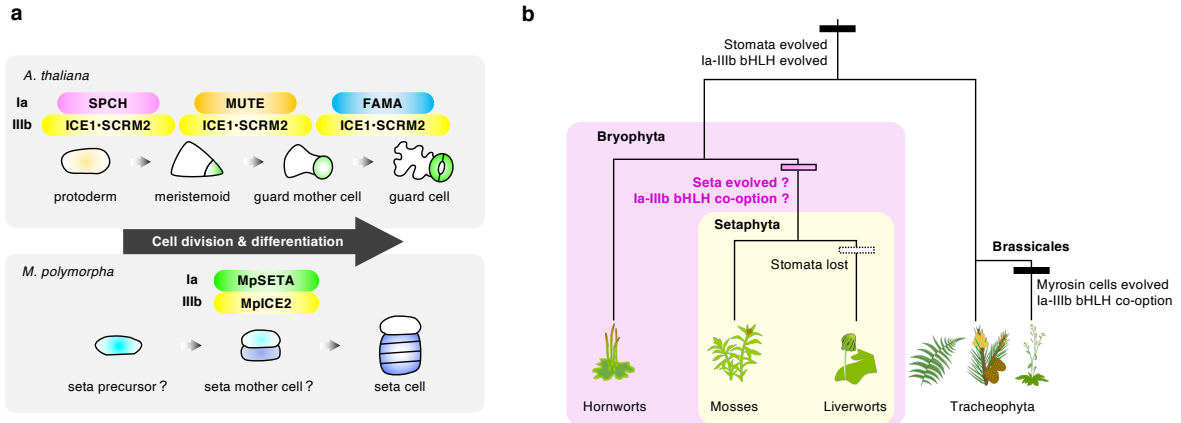 a
A. thaliana
Ia SPCH MUTE FAMA
IIIb ICE1•SCRM2 ICE1•SCRM2 ICE1•SCRM2
protoderm meristemoid guard mother cell guard cell
Cell division & differentiation
M. polymorpha
Ia MpSETA
IIIb MpICE2
seta precursor ? seta mother cell ? seta cell
b
Stomata evolved
Ia-IIIb bHLH evolved
Bryophyta
Seta evolved ?
Ia-IIIb bHLH co-option ?
Setaphyta
Stomata lost
Brassicales
Myrosin cells evolved
Ia-IIIb bHLH co-option
Hornworts Mosses Liverworts Tracheophyta